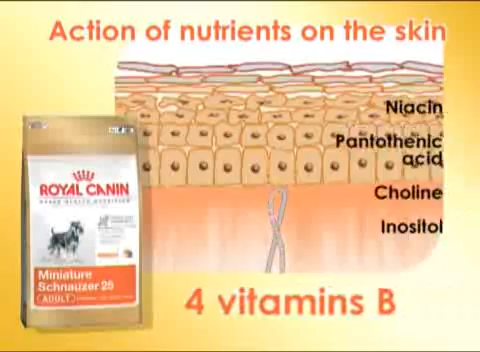 Action of nutrients on the skin
Niacin
Pantothenic
acid
Choline
Inositol
ROYAL CANIN
Miniature
Schnauzer 25
ADULT
4 vitamins B